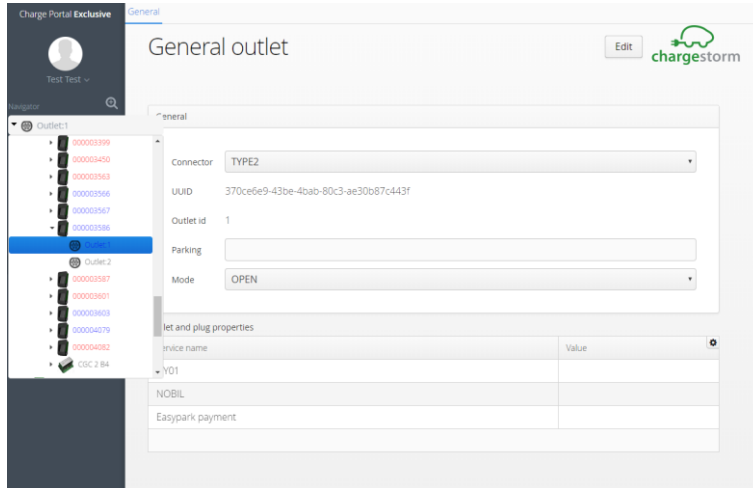 Charge Portal Exclusive
General
General outlet
Edit
chargestorm
Test Test
Navigator
Outlet:1
000003399
000003450
000003563
000003566
000003567
000003586
Outlet:1
Outlet:2
000003587
000003601
000003603
000004079
000004082
CGC 2 84
General
Connector TYPE2
UUID 370ce6e9-43be-4bab-80c3-ae30b87c443f
Outlet id 1
Parking
Mode OPEN
let and plug properties
ervice name Value
Y01
NOBIL
Easypark payment